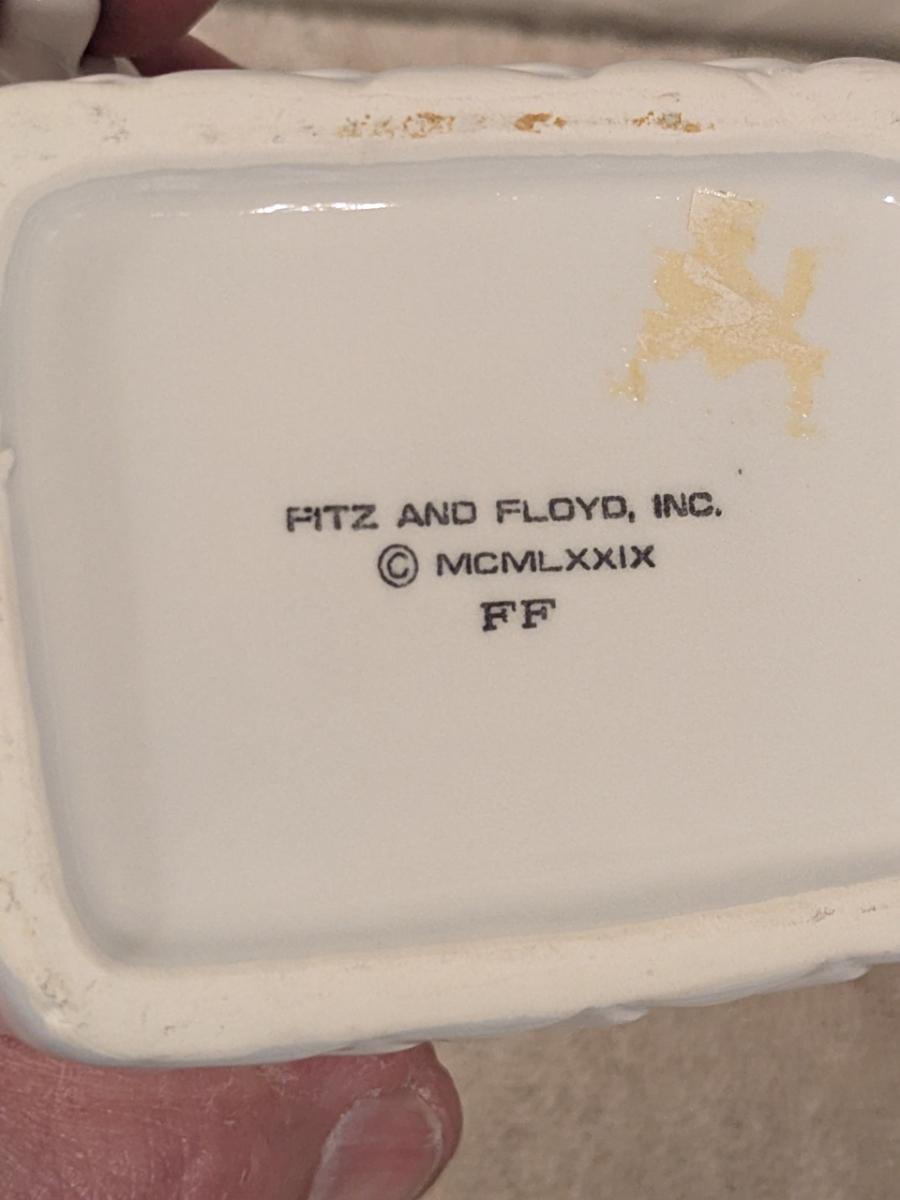 FITZ AND FLOYD, INC.
© MCMLXXIX
FF